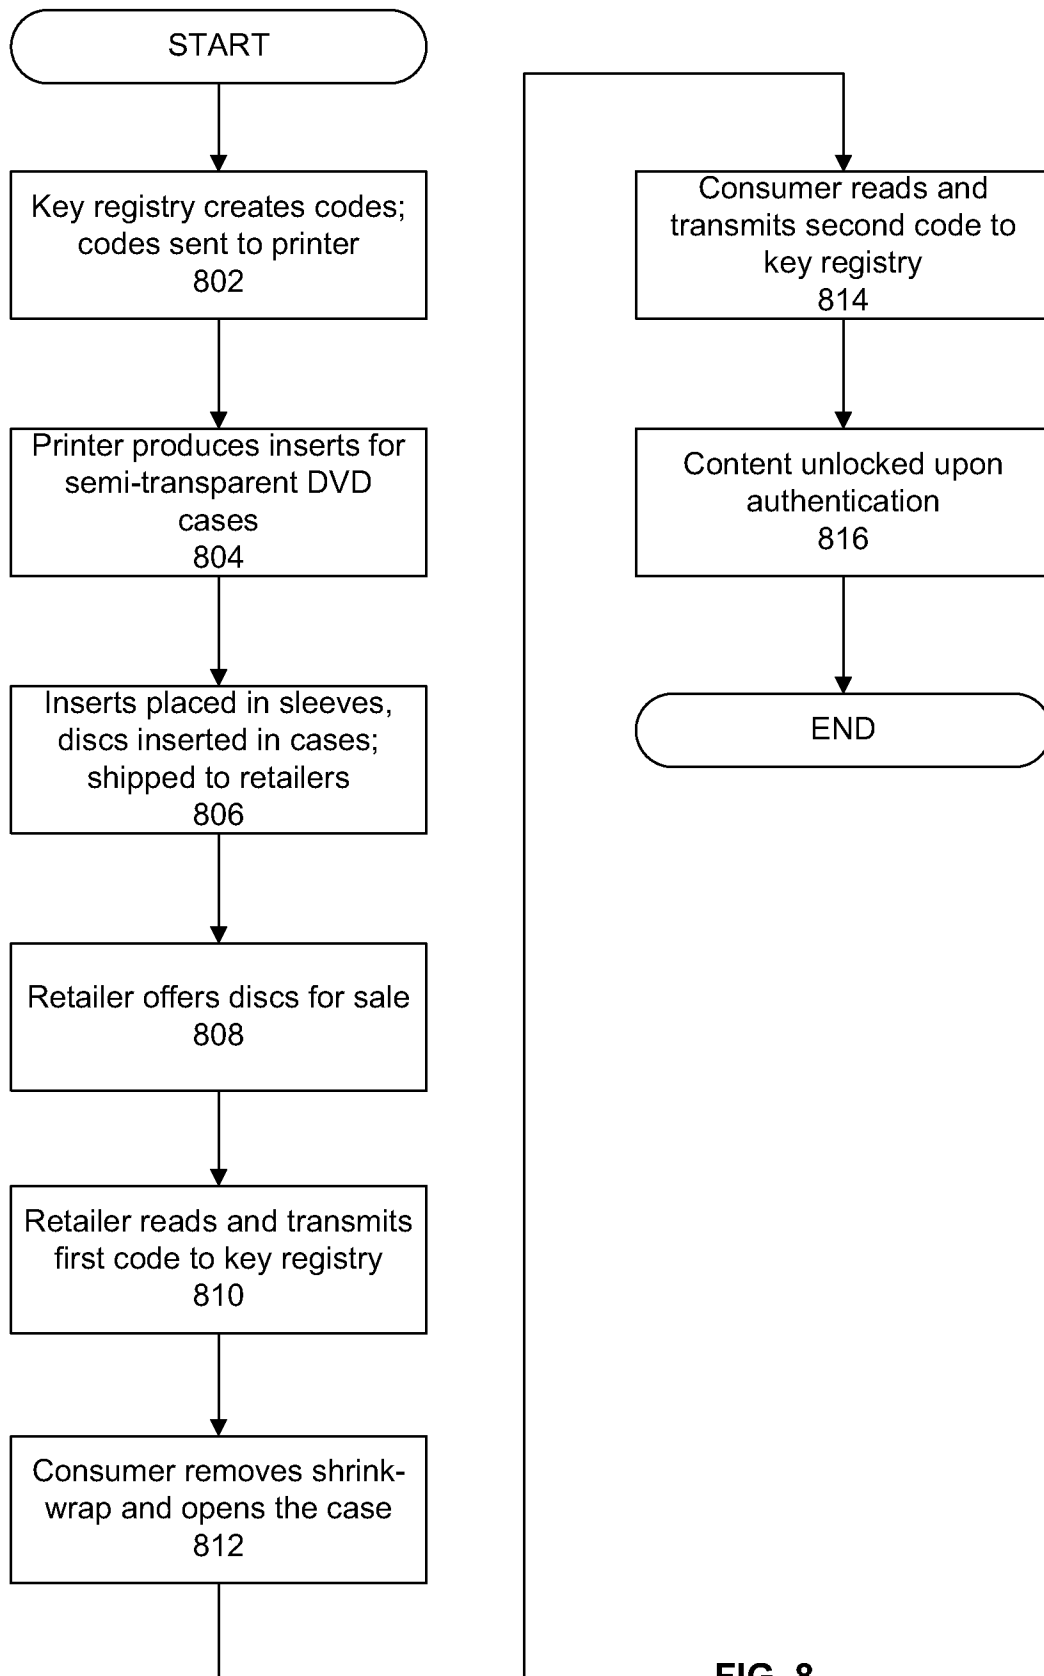 START
Key registry creates codes;
codes sent to printer
802
Printer produces inserts for
semi-transparent DVD
cases
804
Inserts placed in sleeves,
discs inserted in cases;
shipped to retailers
806
Retailer offers discs for sale
808
Retailer reads and transmits
first code to key registry
810
Consumer removes shrink-
wrap and opens the case
812
Consumer reads and
transmits second code to
key registry
814
Content unlocked upon
authentication
816
END
FIG. 8